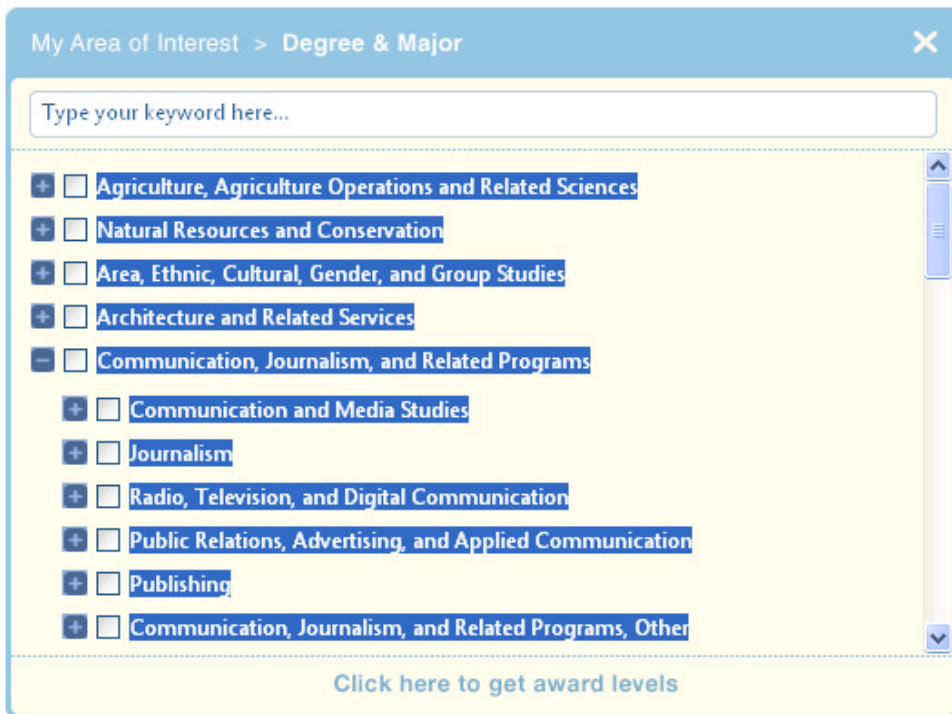 My Area of Interest > Degree & Major
Type your keyword here...
Agriculture, Agriculture Operations and Related Sciences
Natural Resources and Conservation
Area, Ethnic, Cultural, Gender, and Group Studies
Architecture and Related Services
Communication, Journalism, and Related Programs
Communication and Media Studies
Journalism
Radio, Television, and Digital Communication
Public Relations, Advertising, and Applied Communication
Publishing
Communication, Journalism, and Related Programs, Other
Click here to get award levels